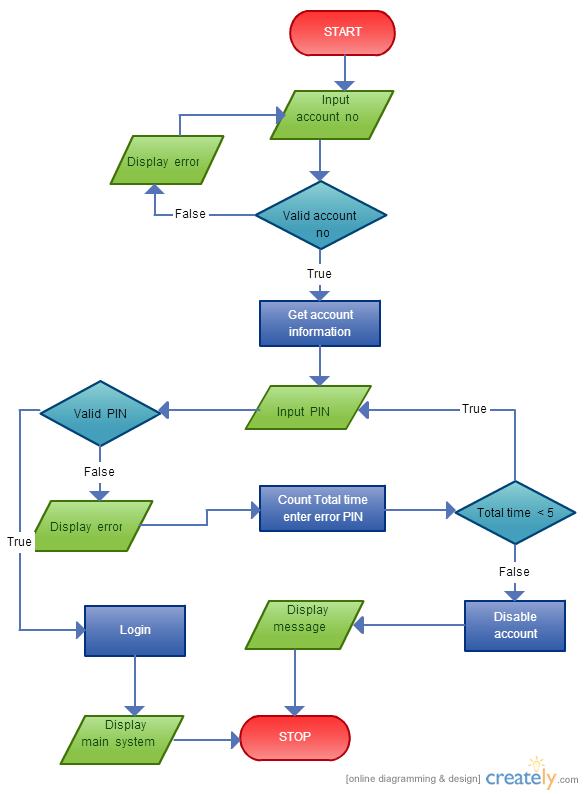 START
Input
account no
Display error
False
Valid account
no
True
Get account
information
Valid PIN
Input PIN
True
False
Display error
Count Total time
enter error PIN
Total time < 5
True
False
Login
Display
message
Disable
account
Display
main system
STOP
[online diagramming & design] creately.com